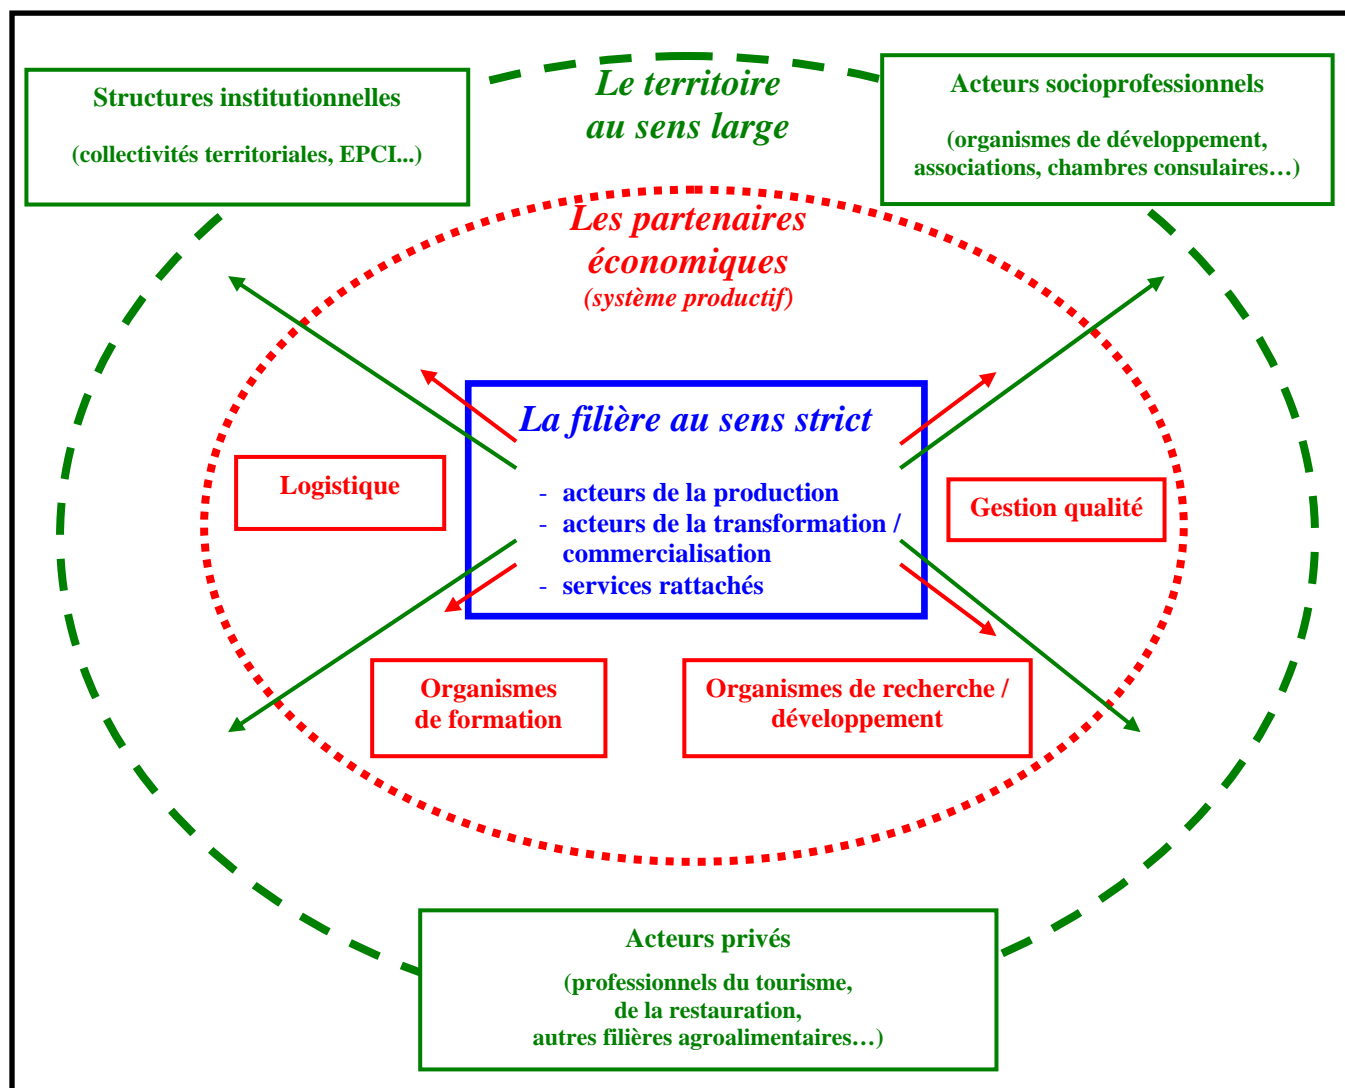 Le territoire
au sens large
Structures institutionnelles
(collectivités territoriales, EPCI...)
Acteurs socioprofessionnels
(organismes de développement,
associations, chambres consulaires…)
Les partenaires
économiques
(système productif)
La filière au sens strict
- acteurs de la production
- acteurs de la transformation /
commercialisation
- services rattachés
Logistique
Gestion qualité
Organismes
de formation
Organismes de recherche /
développement
Acteurs privés
(professionnels du tourisme,
de la restauration,
autres filières agroalimentaires…)